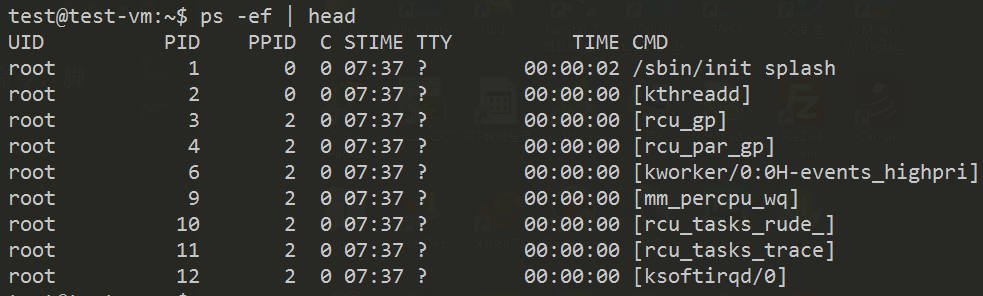 test@test-vm:~$ ps -ef | head
UID          PID    PPID  C STIME TTY          TIME CMD
root           1       0  0 07:37 ?        00:00:02 /sbin/init splash
root           2       0  0 07:37 ?        00:00:00 [kthreadd]
root           3       2  0 07:37 ?        00:00:00 [rcu_gp]
root           4       2  0 07:37 ?        00:00:00 [rcu_par_gp]
root           6       2  0 07:37 ?        00:00:00 [kworker/0:0H-events_highpri]
root           9       2  0 07:37 ?        00:00:00 [mm_percpu_wq]
root          10       2  0 07:37 ?        00:00:00 [rcu_tasks_rude_]
root          11       2  0 07:37 ?        00:00:00 [rcu_tasks_trace]
root          12       2  0 07:37 ?        00:00:00 [ksoftirqd/0]